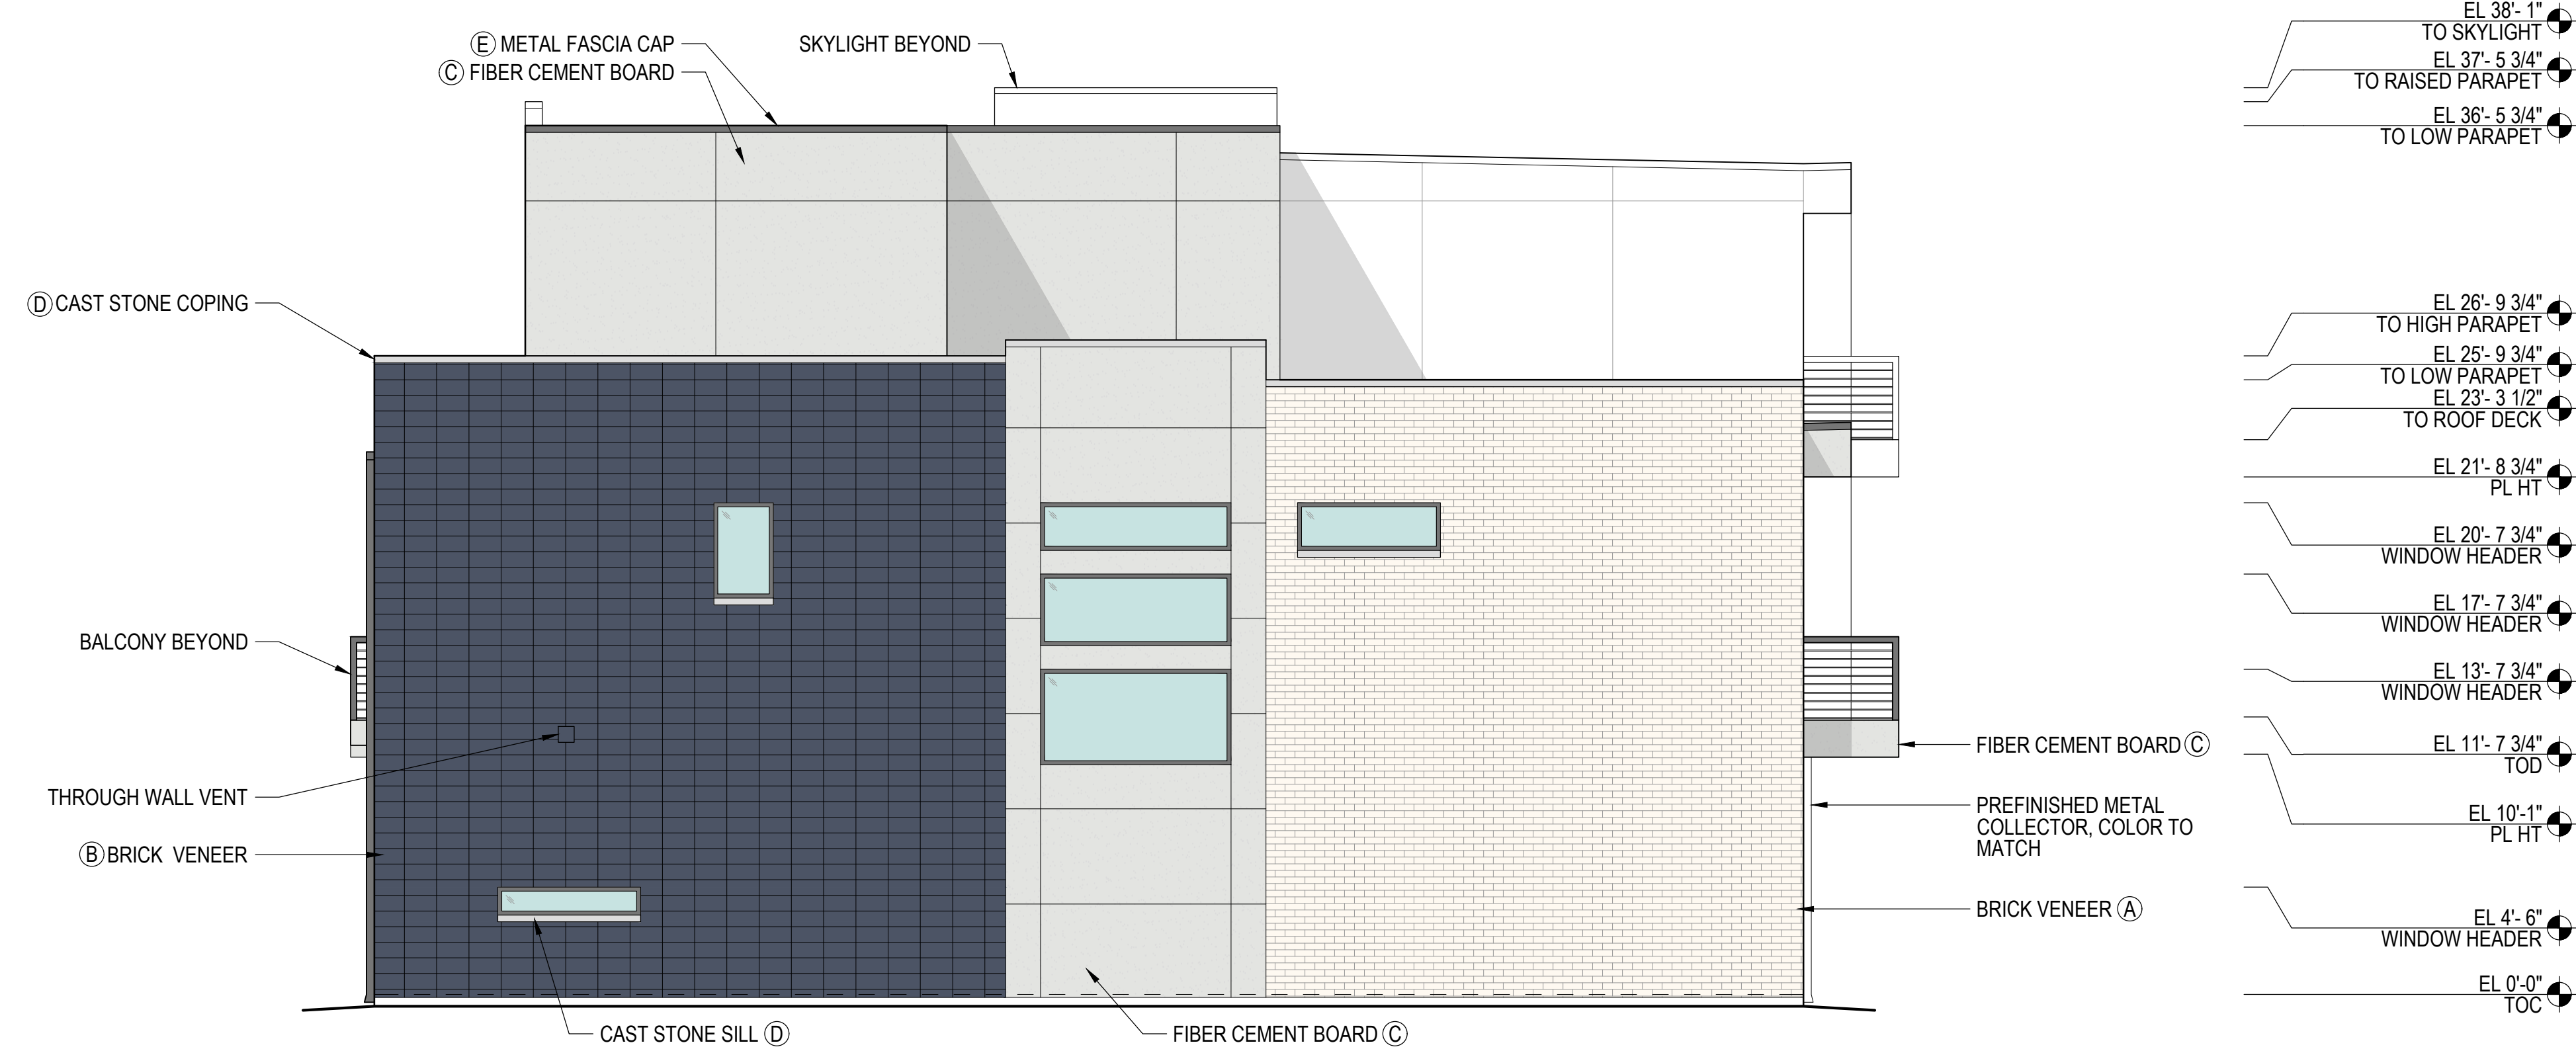 Ⓔ METAL FASCIA CAP
Ⓒ FIBER CEMENT BOARD
SKYLIGHT BEYOND
Ⓓ CAST STONE COPING
BALCONY BEYOND
THROUGH WALL VENT
Ⓑ BRICK VENEER
CAST STONE SILL Ⓓ
FIBER CEMENT BOARD Ⓒ
FIBER CEMENT BOARD Ⓒ
PREFINISHED METAL
COLLECTOR, COLOR TO
MATCH
BRICK VENEER Ⓐ
EL 38'- 1"
TO SKYLIGHT
EL 37'- 5 3/4"
TO RAISED PARAPET
EL 36'- 5 3/4"
TO LOW PARAPET
EL 26'- 9 3/4"
TO HIGH PARAPET
EL 25'- 9 3/4"
TO LOW PARAPET
EL 23'- 3 1/2"
TO ROOF DECK
EL 21'- 8 3/4"
PL HT
EL 20'- 7 3/4"
WINDOW HEADER
EL 17'- 7 3/4"
WINDOW HEADER
EL 13'- 7 3/4"
WINDOW HEADER
EL 11'- 7 3/4"
TOD
EL 10'-1"
PL HT
EL 4'- 6"
WINDOW HEADER
EL 0'-0"
TOC